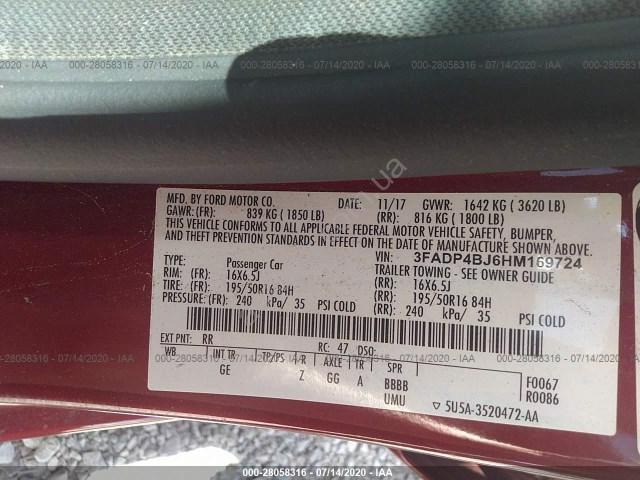 000-28058316 - 07/14/2020 - IAA
MFD. BY FORD MOTOR CO.
DATE: 11/17 GVWR: 1642 KG ( 3620 LB)
GAWR: (FR): 839 KG ( 1850 LB) (RR): 816 KG ( 1800 LB)
THIS VEHICLE CONFORMS TO ALL APPLICABLE FEDERAL MOTOR VEHICLE SAFETY, BUMPER,
AND THEFT PREVENTION STANDARDS IN EFFECT ON THE DATE OF MANUFACTURE SHOWN ABOVE.
VIN: 3FADP4BJ6HM169724
TYPE: Passenger Car TRAILER TOWING - SEE OWNER GUIDE
RIM: (FR): 16X6.5J (RR): 16X6.5J
TIRE: (FR): 195/50R16 84H (RR): 195/50R16 84H
PRESSURE: (FR): 240 kPa/ 35 PSI COLD (RR): 240 kPa/ 35 PSI COLD
EXT PNT: RR RC: 47 DSO:
WB INT TR TP/PS A/R AXLE TR SPR
GE Z GG A BBBB
UMU
F0067
R0086
5U5A-3520472-AA
000-28058316 - 07/14/2020 - IAA